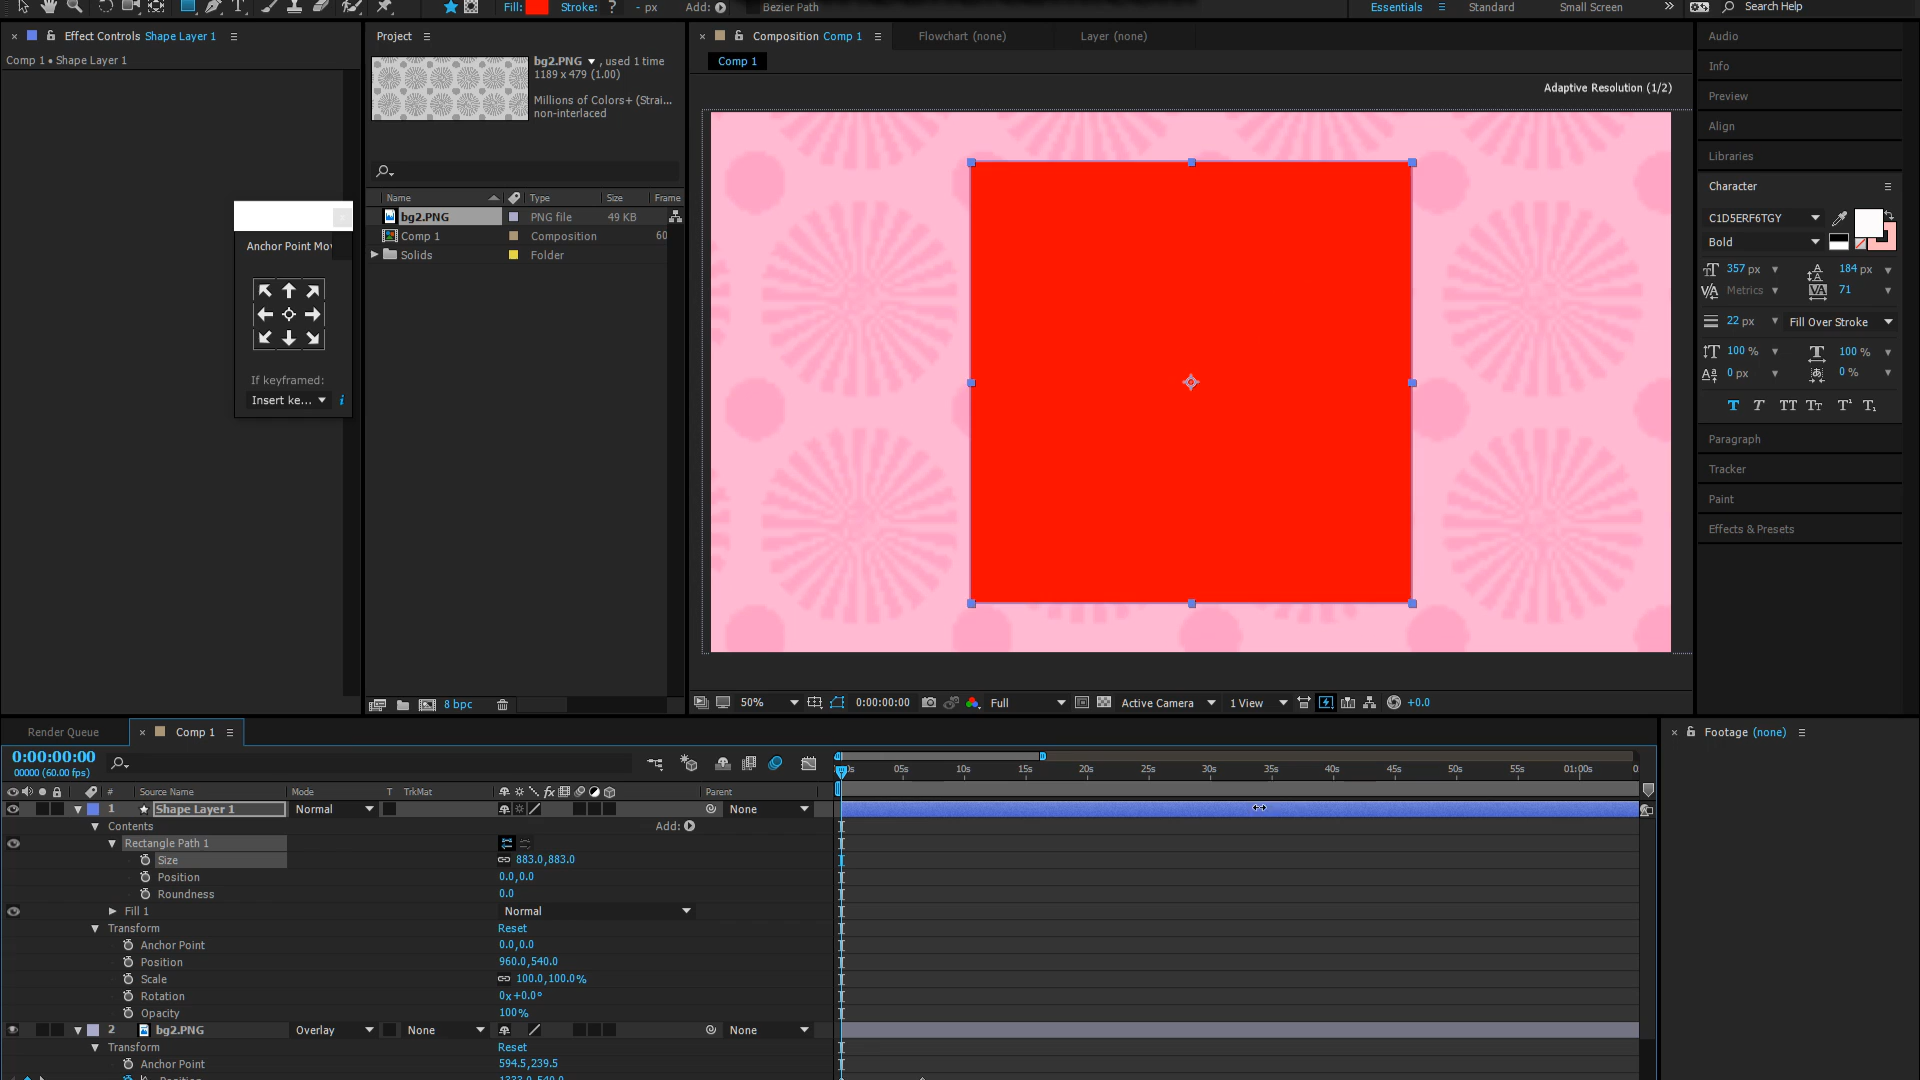 Fill:
Stroke: ? - px
Add:
Bezier Path
Essentials
Standard
Small Screen
Search Help
Effect Controls Shape Layer 1
Comp 1 • Shape Layer 1
Anchor Point Mov
If keyframed:
Insert ke...
i
Project
bg2.PNG , used 1 time
1189 x 479 (1.00)
Millions of Colors+ (Strai...
non-interlaced
Name Type Size Frame
bg2.PNG PNG file 49 KB
Comp 1 Composition 60
Solids Folder
8 bpc
Composition Comp 1
Flowchart (none)
Layer (none)
Comp 1
Adaptive Resolution (1/2)
50%
0:00:00:00
Full
Active Camera
1 View
+0.0
Audio
Info
Preview
Align
Libraries
Character
C1D5ERF6TGY
Bold
357 px 184 px
Metrics 71
22 px Fill Over Stroke
100 % 100 %
0 px 0 %
T T TT Tт T¹ T₁
Paragraph
Tracker
Paint
Effects & Presets
Render Queue
Comp 1
0:00:00:00
00000 (60.00 fps)
05s 10s 15s 20s 25s 30s 35s 40s 45s 50s 55s 01:00s 0
# Source Name Mode T TrkMat Parent
1 Shape Layer 1 Normal None
Contents Add:
Rectangle Path 1
Size 883.0,883.0
Position 0.0,0.0
Roundness 0.0
Fill 1 Normal
Transform Reset
Anchor Point 0.0,0.0
Position 960.0,540.0
Scale 100.0,100.0%
Rotation 0x+0.0°
Opacity 100%
2 bg2.PNG Overlay None None
Transform Reset
Anchor Point 594.5,239.5
Footage (none)